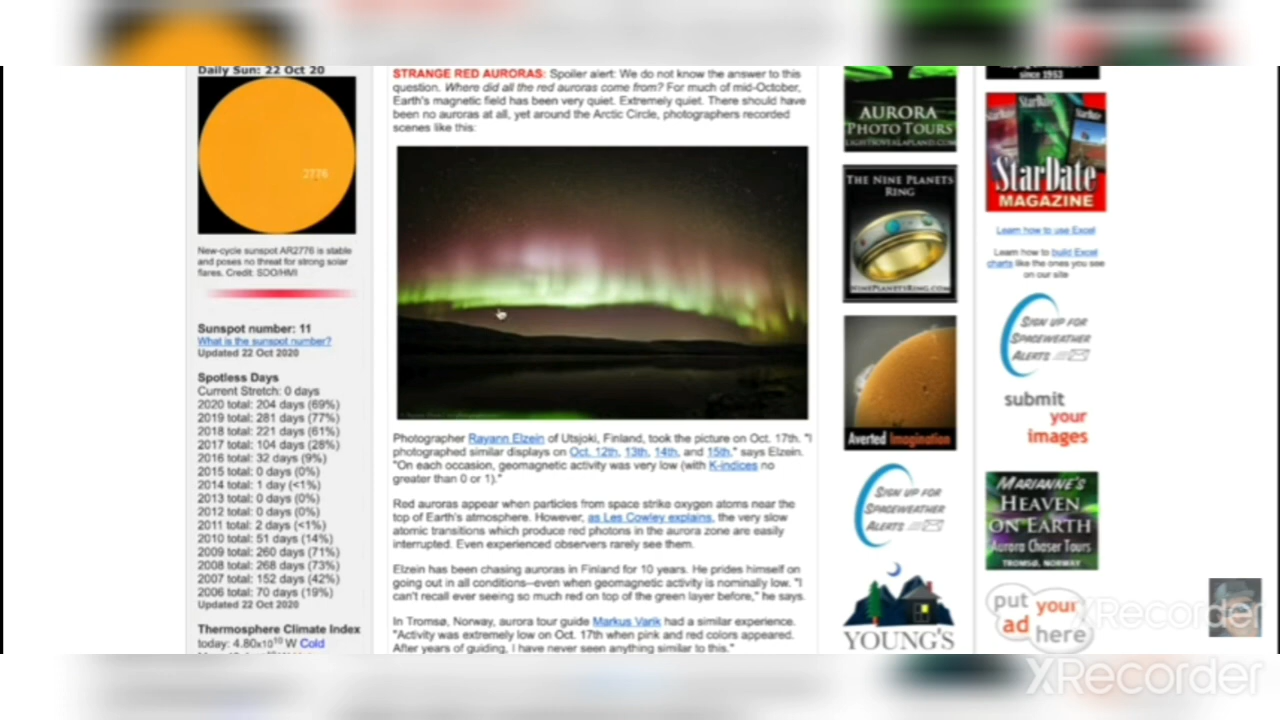 Daily Sun: 22 Oct 20
2776
New-cycle sunspot AR2776 is stable
and poses no threat for strong solar
flares. Credit: SDO/HMI
Sunspot number: 11
What is the sunspot number?
Updated 22 Oct 2020
Spotless Days
Current Stretch: 0 days
2020 total: 204 days (69%)
2019 total: 281 days (77%)
2018 total: 221 days (61%)
2017 total: 104 days (28%)
2016 total: 32 days (9%)
2015 total: 0 days (0%)
2014 total: 1 day (<1%)
2013 total: 0 days (0%)
2012 total: 0 days (0%)
2011 total: 2 days (<1%)
2010 total: 51 days (14%)
2009 total: 260 days (71%)
2008 total: 268 days (73%)
2007 total: 152 days (42%)
2006 total: 70 days (19%)
Updated 22 Oct 2020
Thermosphere Climate Index
today: 4.80x10¹⁰ W Cold
STRANGE RED AURORAS: Spoiler alert: We do not know the answer to this
question. Where did all the red auroras come from? For much of mid-October,
Earth's magnetic field has been very quiet. Extremely quiet. There should have
been no auroras at all, yet around the Arctic Circle, photographers recorded
scenes like this:
Photographer Rayann Elzein of Utsjoki, Finland, took the picture on Oct. 17th. "I
photographed similar displays on Oct. 12th, 13th, 14th, and 15th," says Elzein.
"On each occasion, geomagnetic activity was very low (with K-indices no
greater than 0 or 1)."
Red auroras appear when particles from space strike oxygen atoms near the
top of Earth's atmosphere. However, as Les Cowley explains, the very slow
atomic transitions which produce red photons in the aurora zone are easily
interrupted. Even experienced observers rarely see them.
Elzein has been chasing auroras in Finland for 10 years. He prides himself on
going out in all conditions--even when geomagnetic activity is nominally low. "I
can't recall ever seeing so much red on top of the green layer before," he says.
In Tromsø, Norway, aurora tour guide Markus Varik had a similar experience.
"Activity was extremely low on Oct. 17th when pink and red colors appeared.
After years of guiding, I have never seen anything similar to this."
AURORA
PHOTO TOURS
LIGHTSOVERLAPLAND.COM
THE NINE PLANETS
RING
NINEPLANETSRING.COM
Averted Imagination
SIGN UP FOR
SPACEWEATHER
ALERTS
YOUNG'S
since 1953
StarDate
StarDate
MAGAZINE
Learn how to use Excel
Learn how to build Excel
charts like the ones you see
on our site
SIGN UP FOR
SPACEWEATHER
ALERTS
submit
your
images
MARIANNE'S
HEAVEN
ON EARTH
Aurora Chaser Tours
TROMSØ, NORWAY
put your
ad here
XRecorder
XRecorder